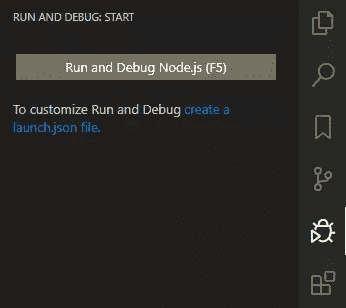 RUN AND DEBUG: START
Run and Debug Node.js (F5)
To customize Run and Debug create a
launch.json file.